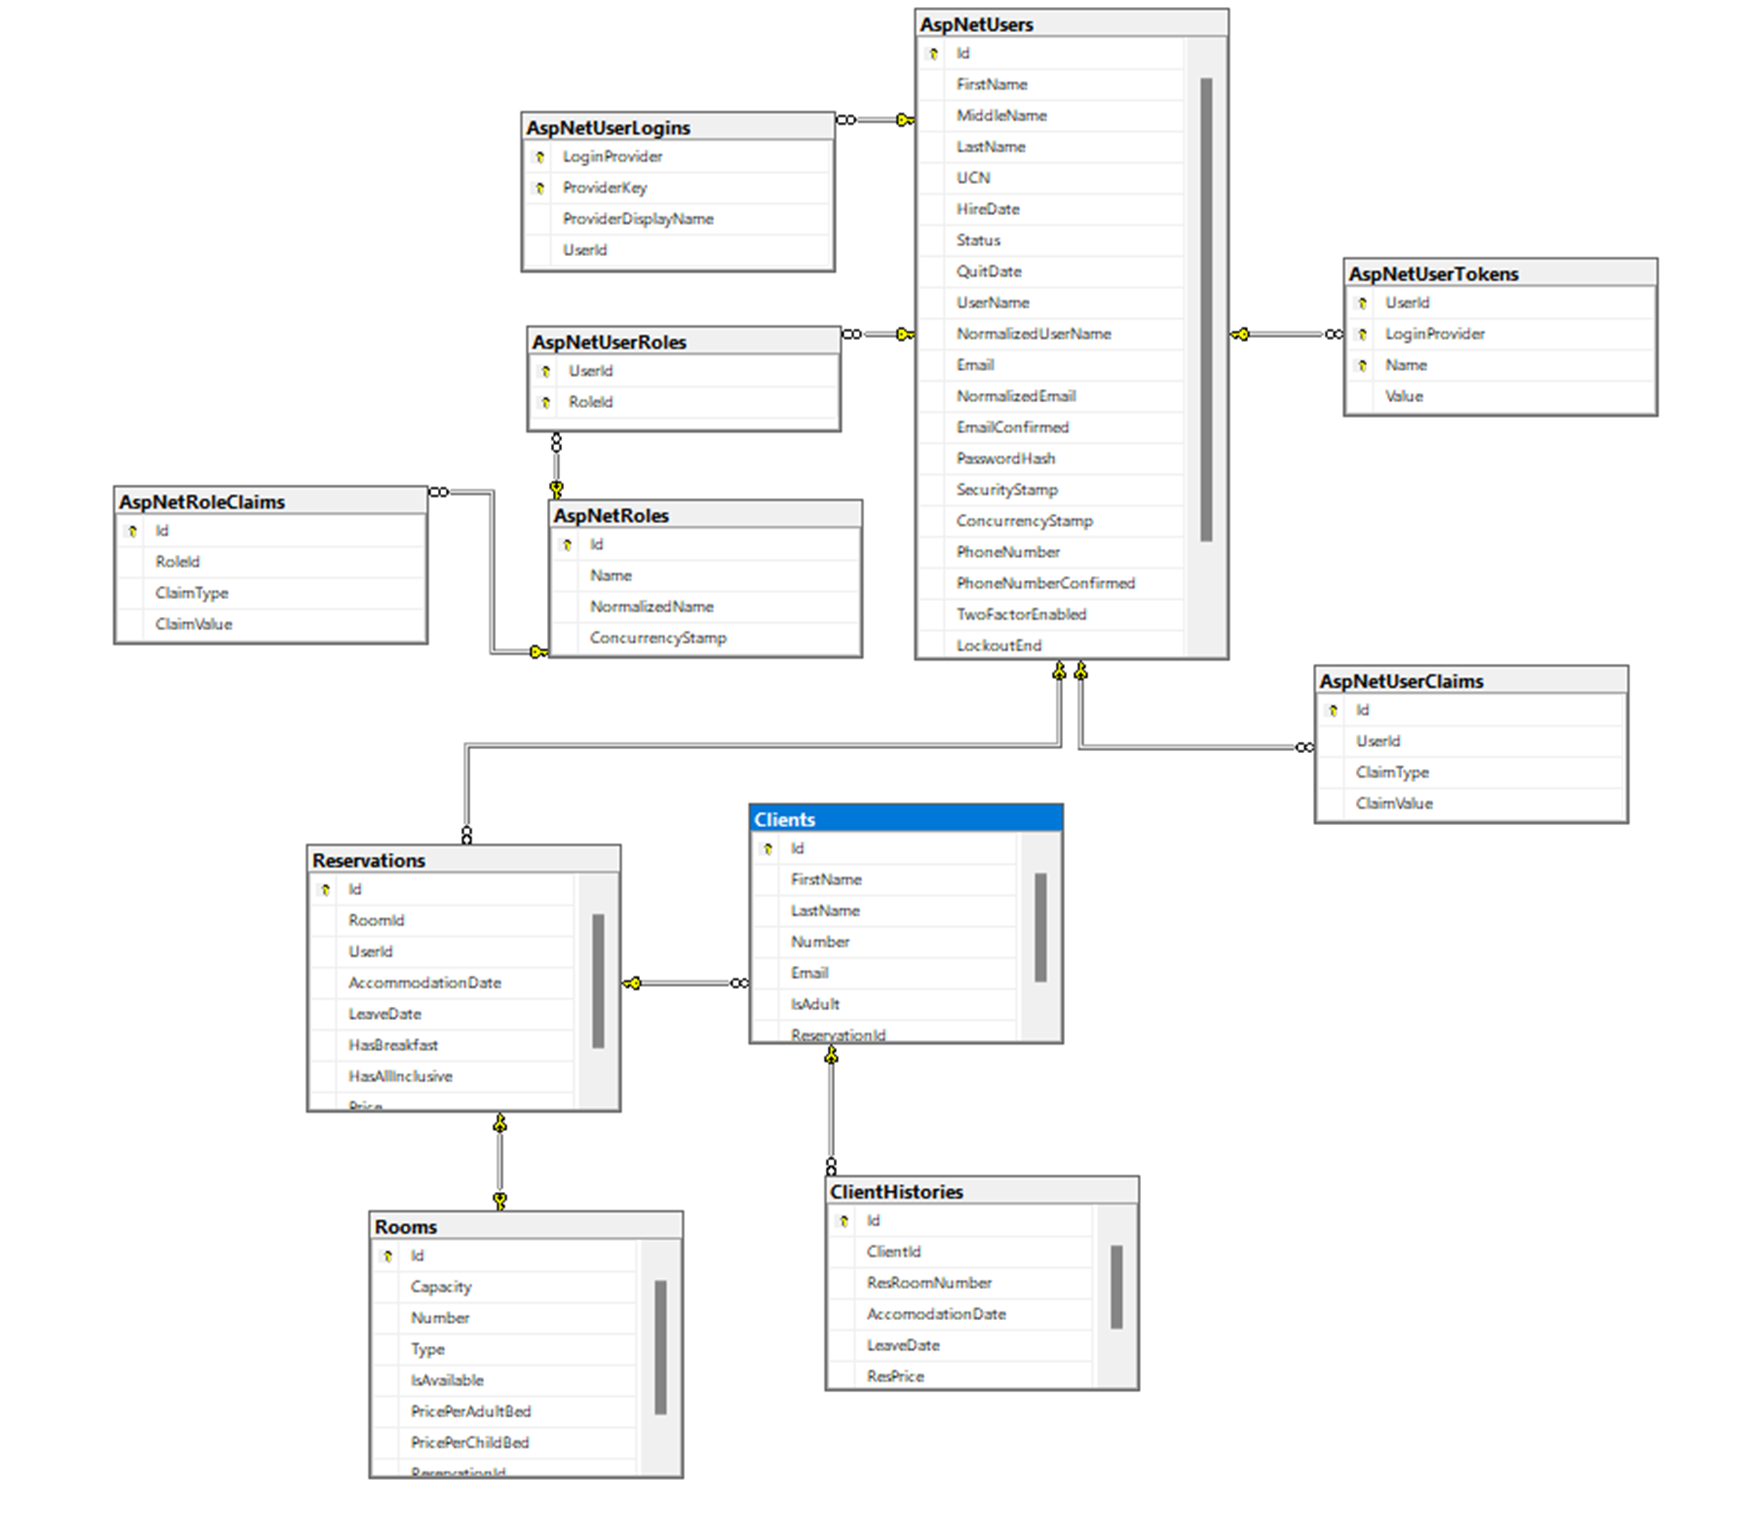 AspNetUsers
Id
FirstName
MiddleName
LastName
UCN
HireDate
Status
QuitDate
UserName
NormalizedUserName
Email
NormalizedEmail
EmailConfirmed
PasswordHash
SecurityStamp
ConcurrencyStamp
PhoneNumber
PhoneNumberConfirmed
TwoFactorEnabled
LockoutEnd
AspNetUserLogins
LoginProvider
ProviderKey
ProviderDisplayName
UserId
AspNetUserTokens
UserId
LoginProvider
Name
Value
AspNetUserRoles
UserId
RoleId
AspNetRoleClaims
Id
RoleId
ClaimType
ClaimValue
AspNetRoles
Id
Name
NormalizedName
ConcurrencyStamp
AspNetUserClaims
Id
UserId
ClaimType
ClaimValue
Clients
Id
FirstName
LastName
Number
Email
IsAdult
ReservationId
Reservations
Id
RoomId
UserId
AccommodationDate
LeaveDate
HasBreakfast
HasAllInclusive
Price
ClientHistories
Id
ClientId
ResRoomNumber
AccomodationDate
LeaveDate
ResPrice
Rooms
Id
Capacity
Number
Type
IsAvailable
PricePerAdultBed
PricePerChildBed
ReservationId